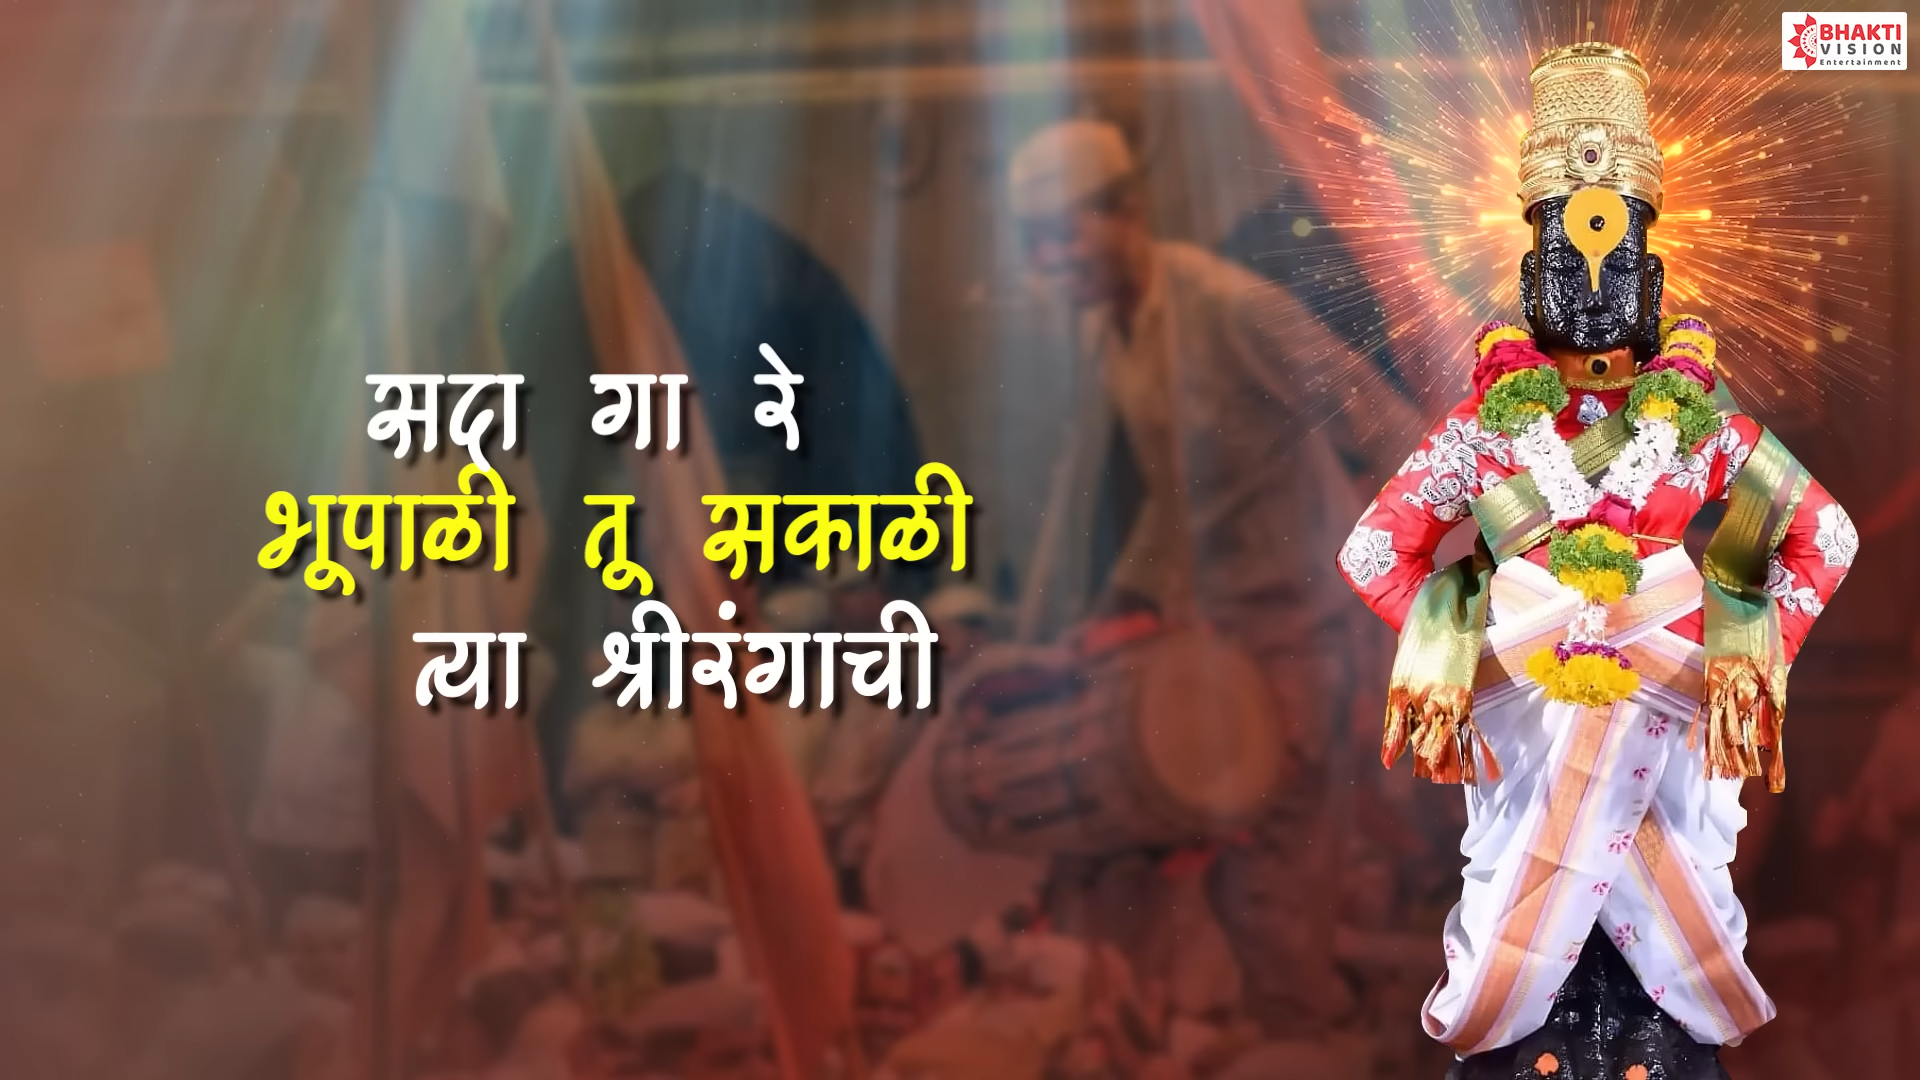 सदा गा रे
भूपाळी तू सकाळी
त्या श्रीरंगाची
BHAKTI
VISION
Entertainment